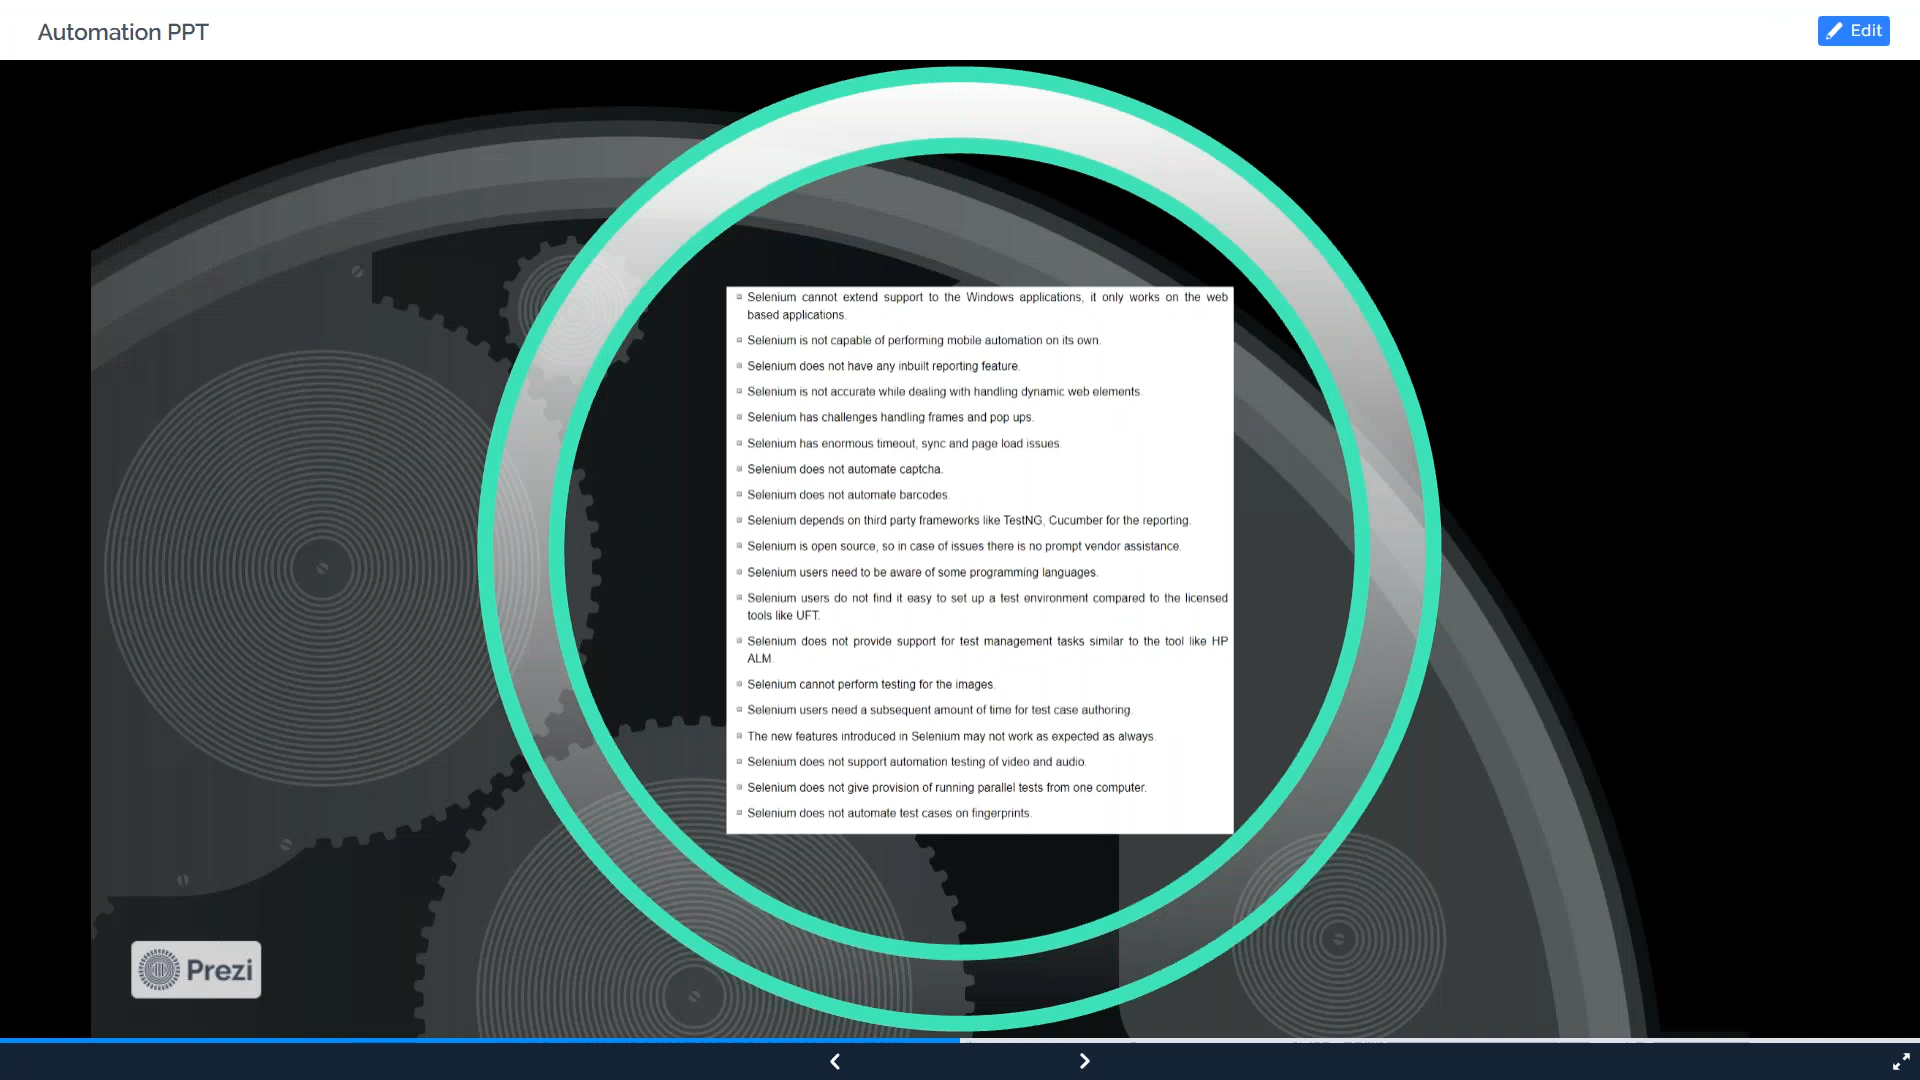 Automation PPT
Edit
Selenium cannot extend support to the Windows applications, it only works on the web
based applications.
Selenium is not capable of performing mobile automation on its own.
Selenium does not have any inbuilt reporting feature.
Selenium is not accurate while dealing with handling dynamic web elements.
Selenium has challenges handling frames and pop ups.
Selenium has enormous timeout, sync and page load issues.
Selenium does not automate captcha.
Selenium does not automate barcodes.
Selenium depends on third party frameworks like TestNG, Cucumber for the reporting.
Selenium is open source, so in case of issues there is no prompt vendor assistance.
Selenium users need to be aware of some programming languages.
Selenium users do not find it easy to set up a test environment compared to the licensed
tools like UFT.
Selenium does not provide support for test management tasks similar to the tool like HP
ALM.
Selenium cannot perform testing for the images.
Selenium users need a subsequent amount of time for test case authoring.
The new features introduced in Selenium may not work as expected as always.
Selenium does not support automation testing of video and audio.
Selenium does not give provision of running parallel tests from one computer.
Selenium does not automate test cases on fingerprints.
Prezi